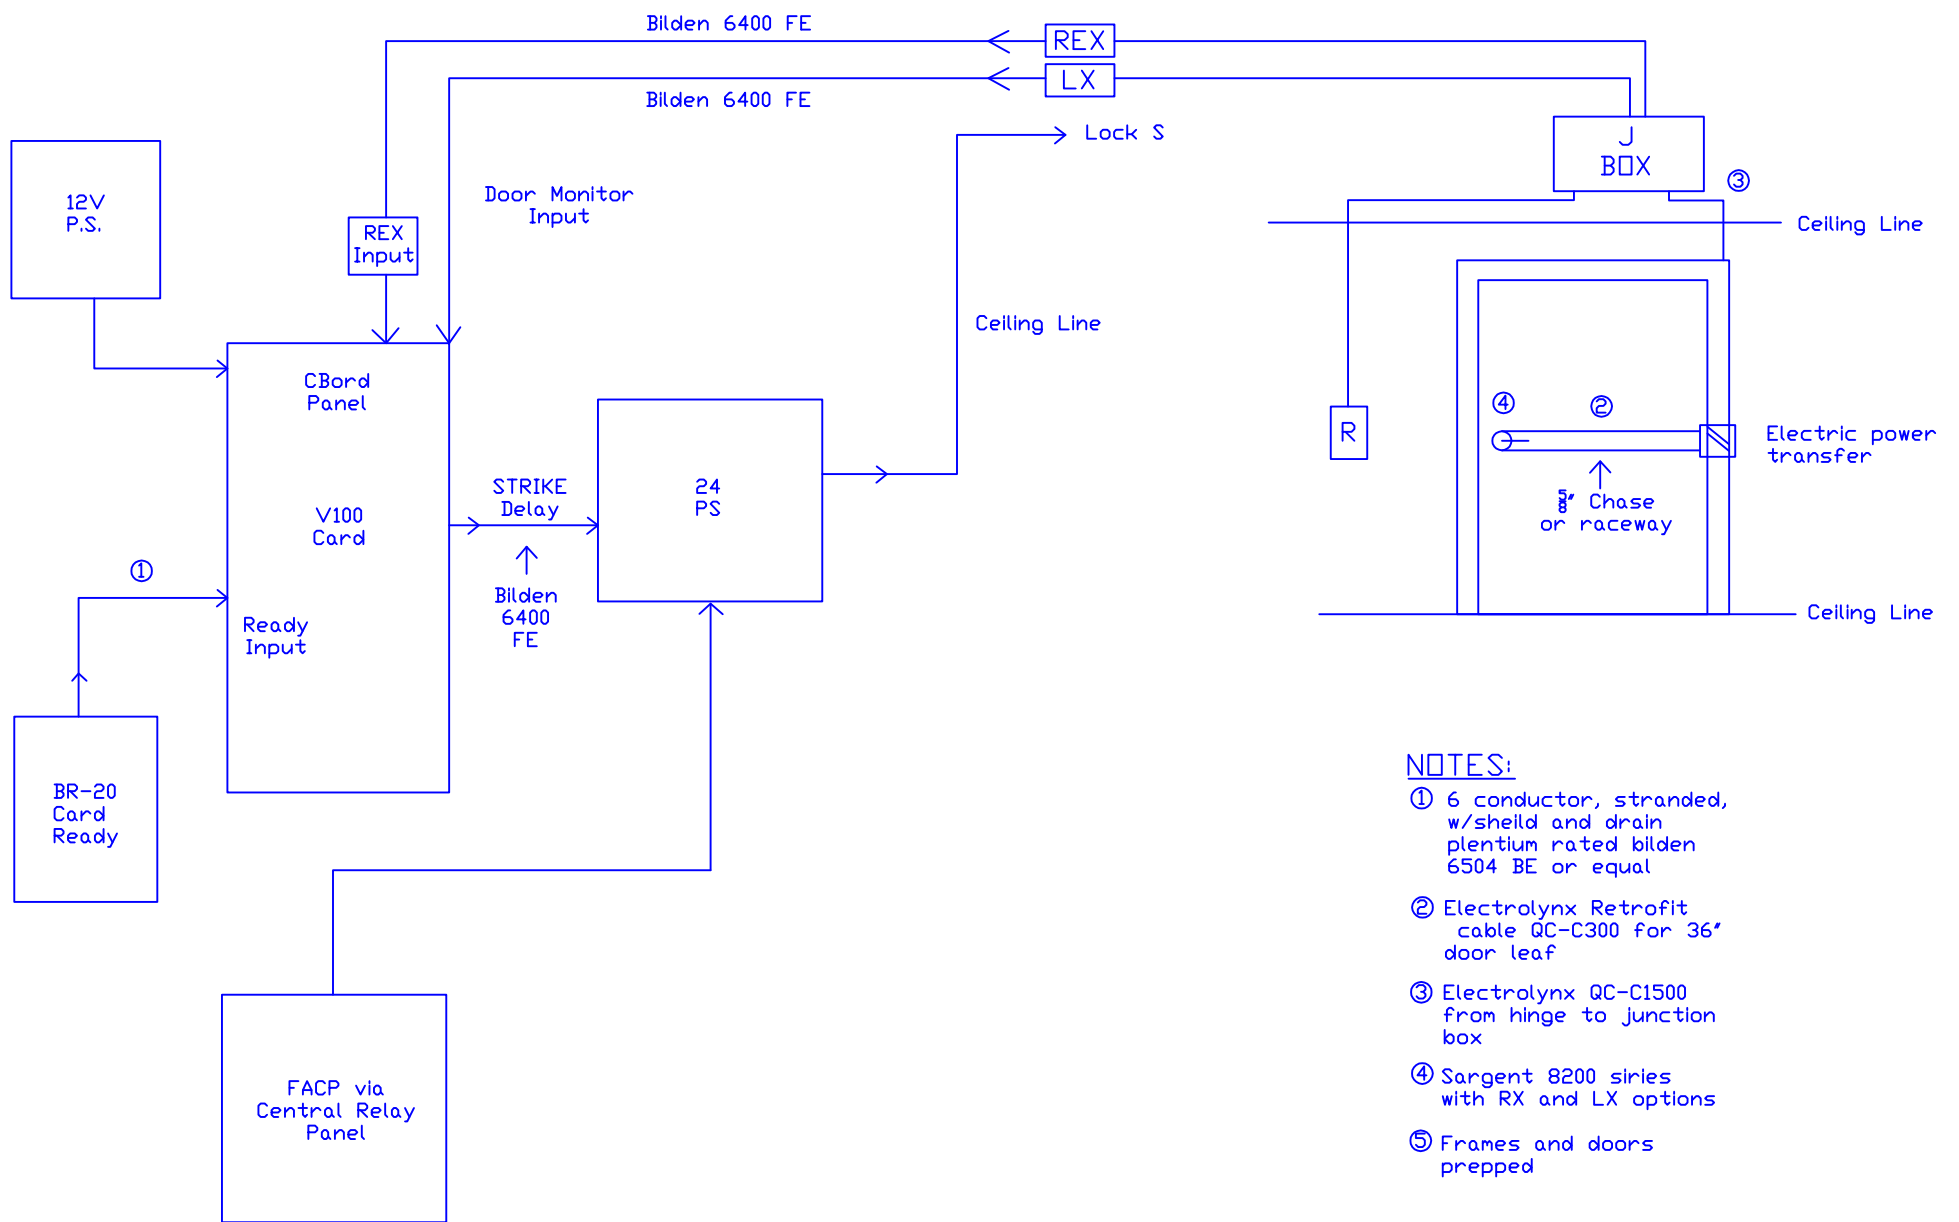 Bilden 6400 FE
REX
LX
Bilden 6400 FE
Lock S
J
BOX
③
12V
P.S.
Door Monitor
Input
REX
Input
Ceiling Line
Ceiling Line
CBord
Panel
④
②
R
Electric power
transfer
STRIKE
Delay
24
PS
5/8" Chase
or raceway
V100
Card
①
Bilden
6400
FE
Ready
Input
Ceiling Line
BR-20
Card
Ready
NOTES:
① 6 conductor, stranded,
w/sheild and drain
plentium rated bilden
6504 BE or equal
② Electrolynx Retrofit
cable QC-C300 for 36"
door leaf
③ Electrolynx QC-C1500
from hinge to junction
box
④ Sargent 8200 siries
with RX and LX options
⑤ Frames and doors
prepped
FACP via
Central Relay
Panel